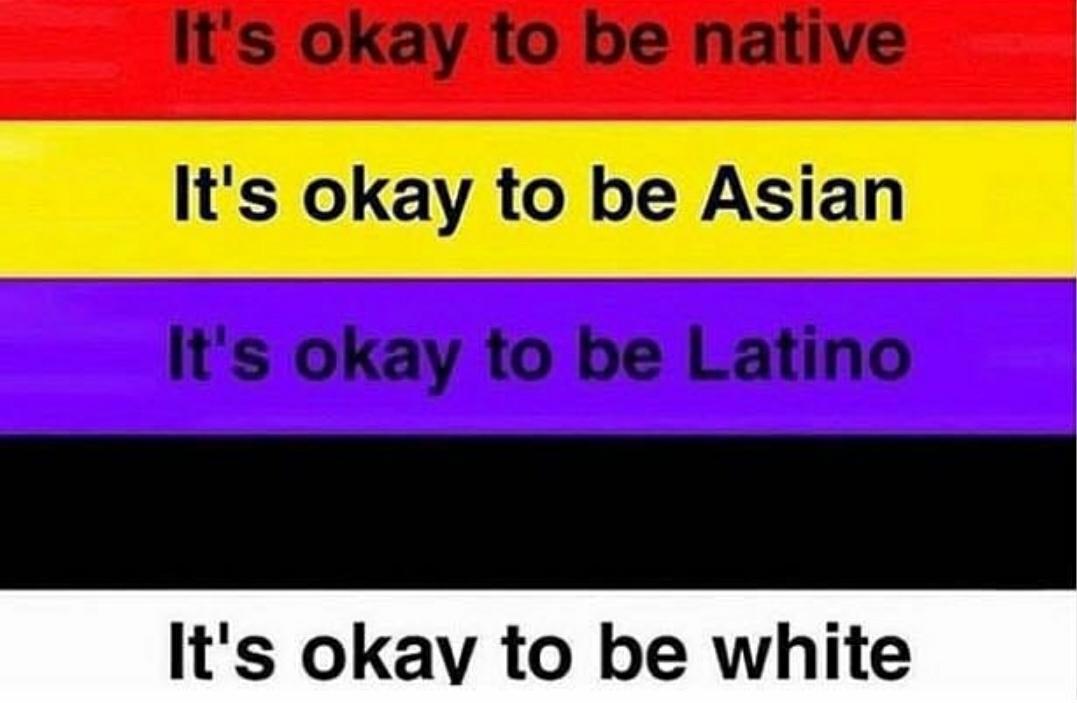 It's okay to be native
It's okay to be Asian
It's okay to be Latino
It's okay to be white